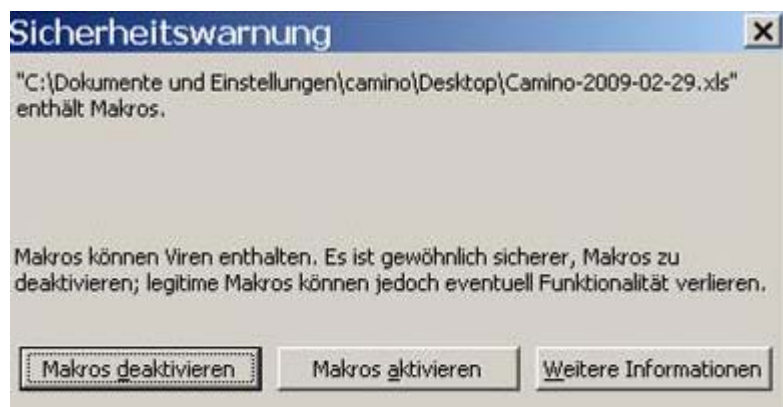 Sicherheitswarnung
"C:\Dokumente und Einstellungen\camino\Desktop\Camino-2009-02-29.xls"
enthält Makros.
Makros können Viren enthalten. Es ist gewöhnlich sicherer, Makros zu
deaktivieren; legitime Makros können jedoch eventuell Funktionalität verlieren.
Makros deaktivieren Makros aktivieren Weitere Informationen